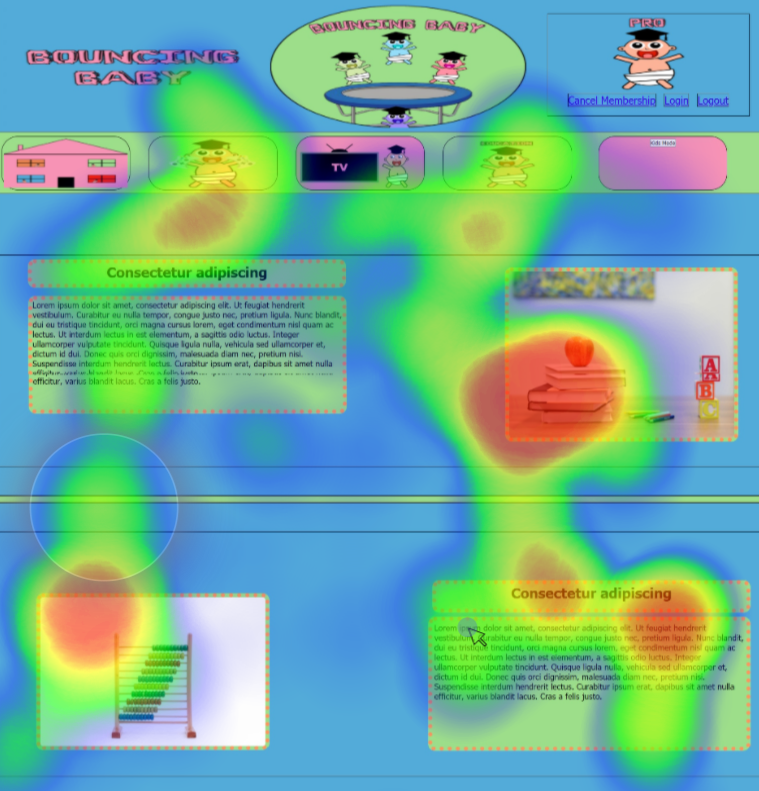 BOUNCING
BABY
BOUNCING BABY
PRO
Cancel Membership Login Logout
TV
Kids Mode
Consectetur adipiscing
Lorem ipsum dolor sit amet, consectetur adipiscing elit. Ut feugiat hendrerit
vestibulum. Curabitur eu nulla tempor, congue justo nec, pretium ligula. Nunc blandit,
dui eu tristique tincidunt, orci magna cursus lorem, eget condimentum nisl quam ac
lectus. Ut interdum lectus in est elementum, a sagittis odio luctus. Integer
ullamcorper vulputate tincidunt. Quisque ligula nulla, vehicula sed ullamcorper et,
dictum id dui. Donec quis orci dignissim, malesuada diam nec, pretium nisi.
Suspendisse interdum hendrerit lectus. Curabitur ipsum erat, dapibus sit amet nulla
efficitur, varius blandit lacus. Cras a felis justo.
A
B
C
Consectetur adipiscing
Lorem ipsum dolor sit amet, consectetur adipiscing elit. Ut feugiat hendrerit
vestibulum. Curabitur eu nulla tempor, congue justo nec, pretium ligula. Nunc blandit,
dui eu tristique tincidunt, orci magna cursus lorem, eget condimentum nisl quam ac
lectus. Ut interdum lectus in est elementum, a sagittis odio luctus. Integer
ullamcorper vulputate tincidunt. Quisque ligula nulla, vehicula sed ullamcorper et,
dictum id dui. Donec quis orci dignissim, malesuada diam nec, pretium nisi.
Suspendisse interdum hendrerit lectus. Curabitur ipsum erat, dapibus sit amet nulla
efficitur, varius blandit lacus. Cras a felis justo.